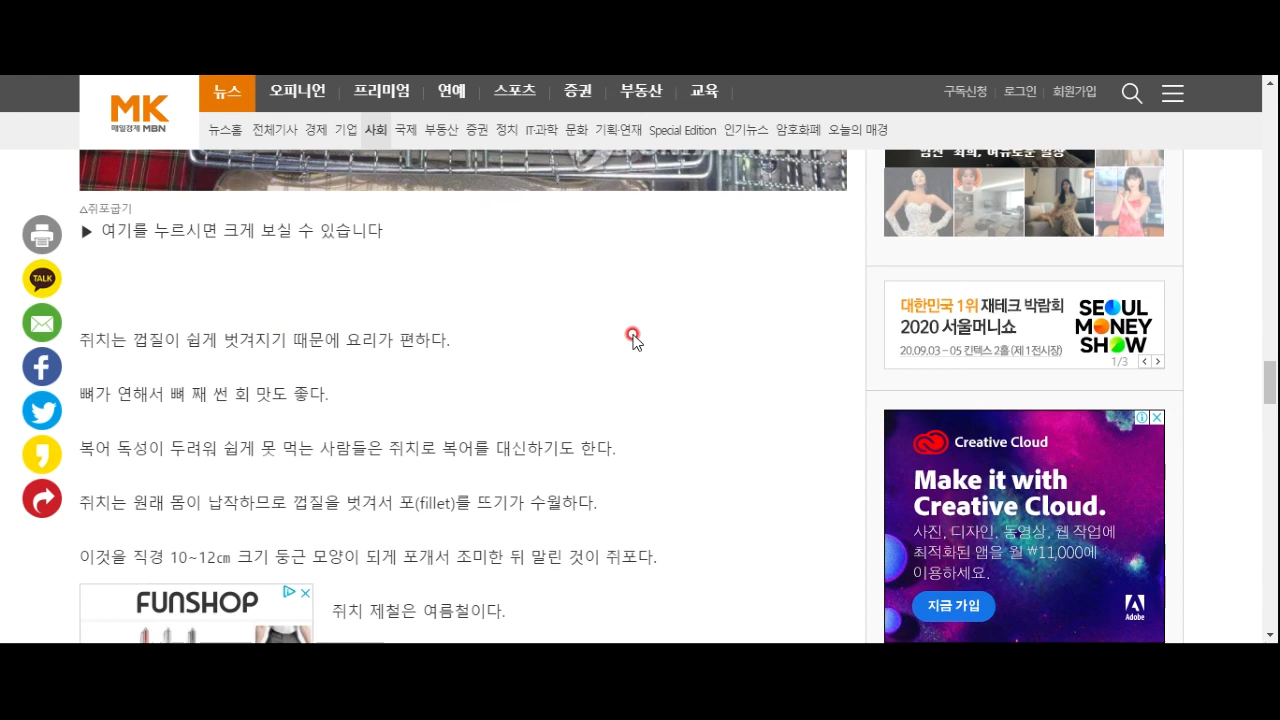 MK
매일경제 MBN
뉴스 오피니언 프리미엄 연예 스포츠 증권 부동산 교육
구독신청 로그인 회원가입
뉴스홈 전체기사 경제 기업 사회 국제 부동산 증권 정치 IT·과학 문화 기획·연재 Special Edition 인기뉴스 암호화폐 오늘의 매경
△쥐포굽기
▶ 여기를 누르시면 크게 보실 수 있습니다
TALK
쥐치는 껍질이 쉽게 벗겨지기 때문에 요리가 편하다.
뼈가 연해서 뼈 째 썬 회 맛도 좋다.
복어 독성이 두려워 쉽게 못 먹는 사람들은 쥐치로 복어를 대신하기도 한다.
쥐치는 원래 몸이 납작하므로 껍질을 벗겨서 포(fillet)를 뜨기가 수월하다.
이것을 직경 10~12㎝ 크기 둥근 모양이 되게 포개서 조미한 뒤 말린 것이 쥐포다.
FUNSHOP
쥐치 제철은 여름철이다.
대한민국 1위 재테크 박람회
2020 서울머니쇼
20.09.03 – 05 킨텍스 2홀 (제1전시장)
SEOUL
MONEY
SHOW
1/3
Creative Cloud
Make it with
Creative Cloud.
사진, 디자인, 동영상, 웹 작업에
최적화된 앱을 월 ₩11,000에
이용하세요.
지금 가입
Adobe